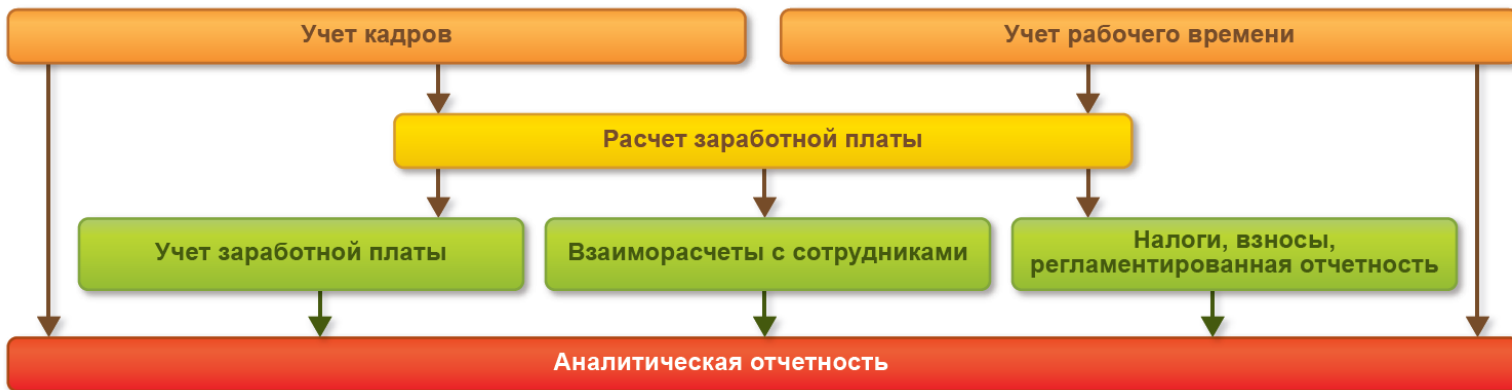 Учет кадров
Учет рабочего времени
Расчет заработной платы
Учет заработной платы
Взаиморасчеты с сотрудниками
Налоги, взносы,
регламентированная отчетность
Аналитическая отчетность